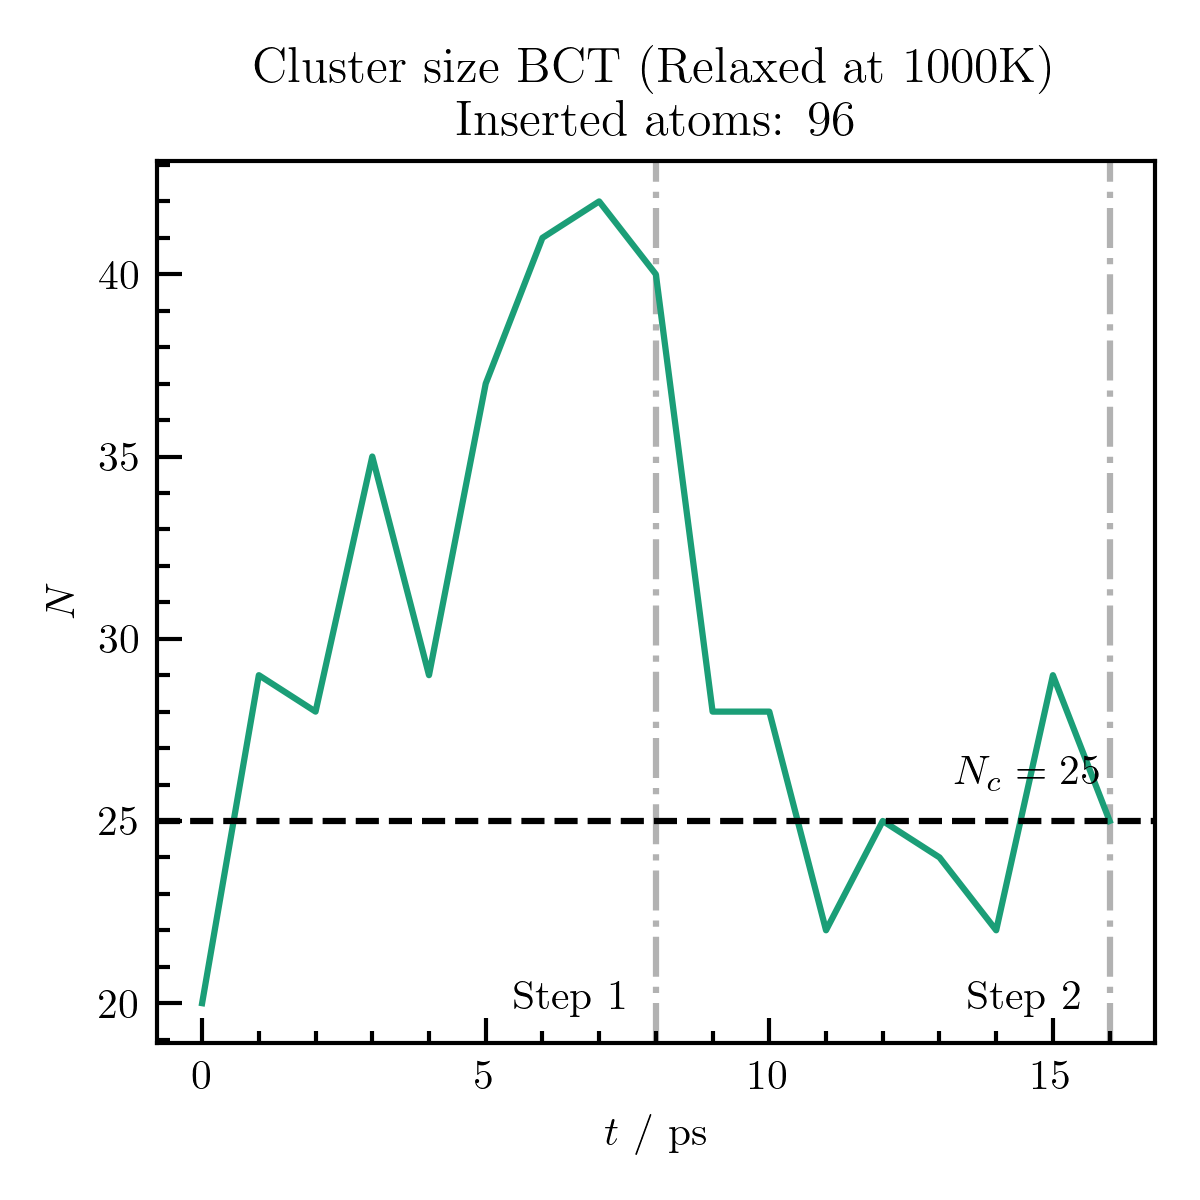 Cluster size BCT (Relaxed at 1000K)
Inserted atoms: 96
40
35
30
25
20
N
N_c = 25
Step 1
Step 2
0
5
10
15
t / ps